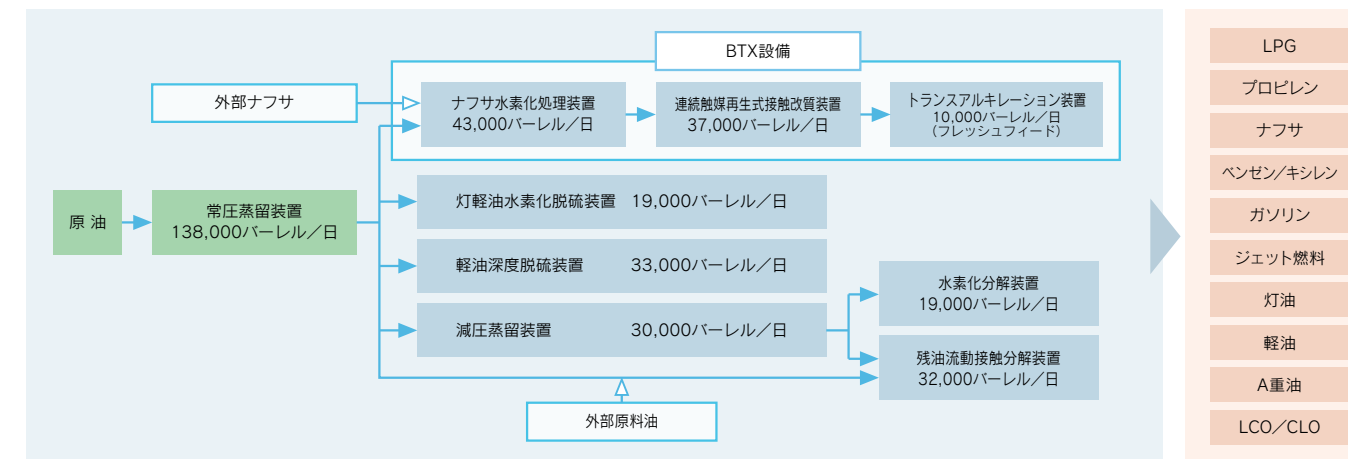 BTX設備
外部ナフサ
ナフサ水素化処理装置
43,000バーレル／日
連続触媒再生式接触改質装置
37,000バーレル／日
トランスアルキレーション装置
10,000バーレル／日
（フレッシュフィード）
原 油
常圧蒸留装置
138,000バーレル／日
灯軽油水素化脱硫装置 19,000バーレル／日
軽油深度脱硫装置 33,000バーレル／日
減圧蒸留装置 30,000バーレル／日
水素化分解装置
19,000バーレル／日
残油流動接触分解装置
32,000バーレル／日
外部原料油
LPG
プロピレン
ナフサ
ベンゼン／キシレン
ガソリン
ジェット燃料
灯油
軽油
A重油
LCO／CLO